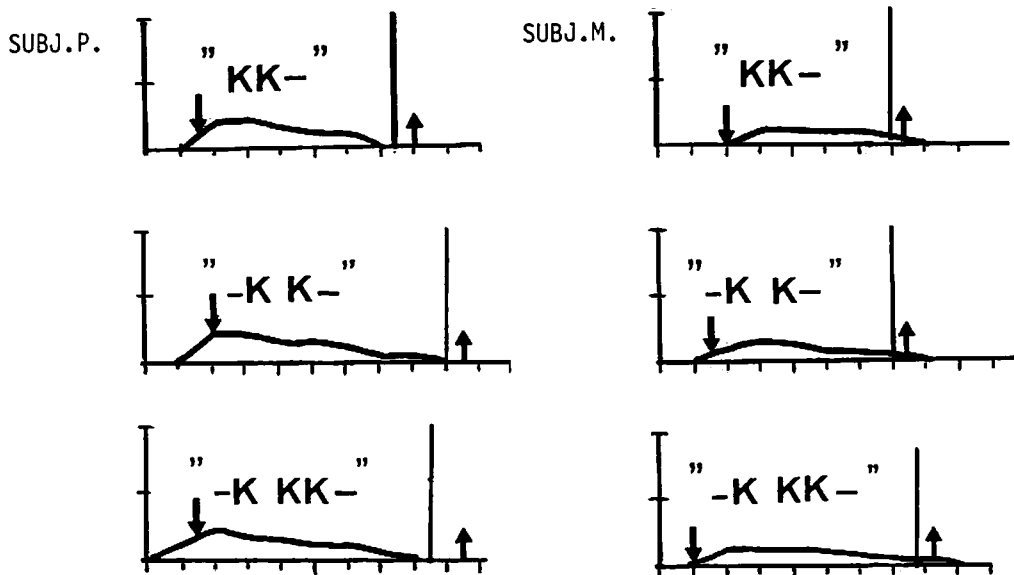 SUBJ.P. SUBJ.M.
” KK– ” ” KK– ”
” –K K– ” ” –K K– ”
” –K KK– ” ” –K KK– ”